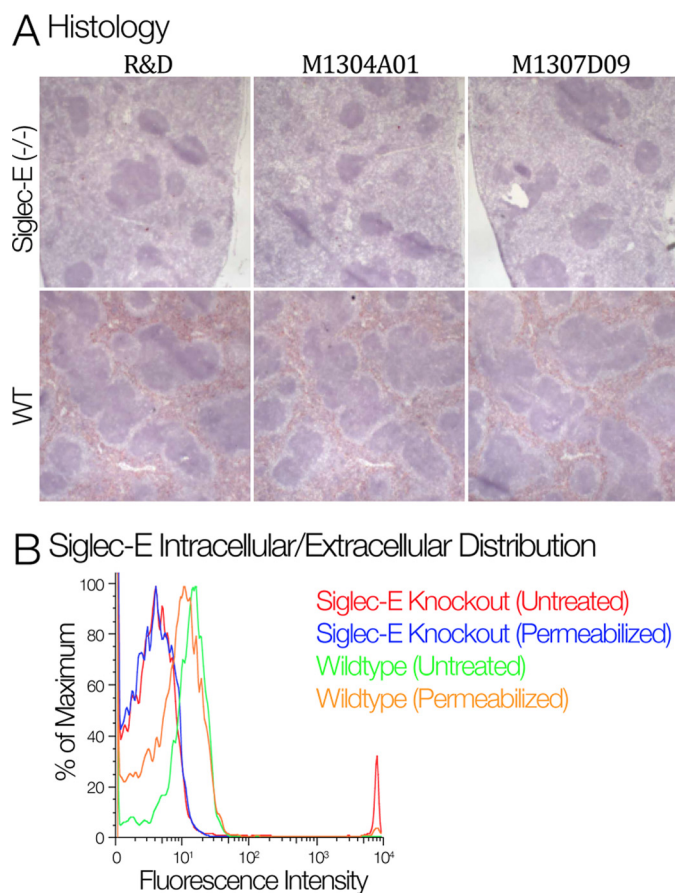 A Histology
R&D M1304A01 M1307D09
Siglec-E (-/-)
WT
B Siglec-E Intracellular/Extracellular Distribution
% of Maximum
100
80
60
40
20
0
Siglec-E Knockout (Untreated)
Siglec-E Knockout (Permeabilized)
Wildtype (Untreated)
Wildtype (Permeabilized)
0 10¹ 10² 10³ 10⁴
Fluorescence Intensity